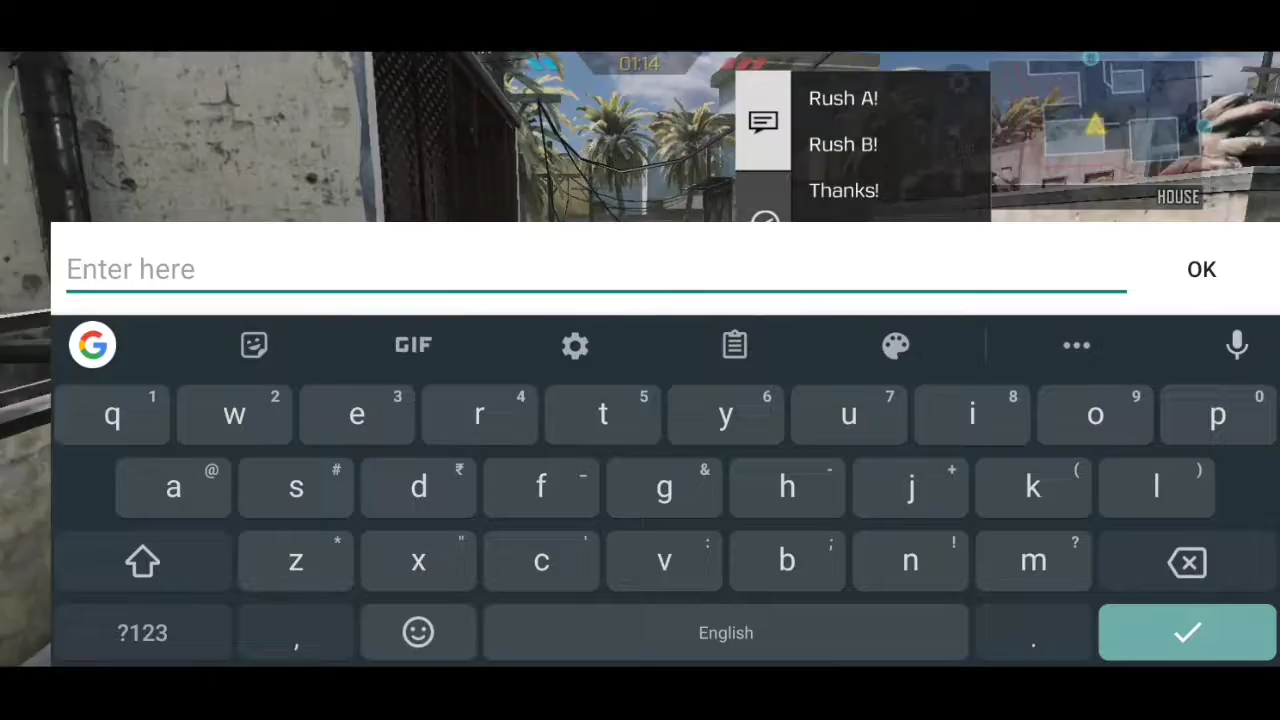 01:14
Rush A!
Rush B!
Thanks!
HOUSE
Enter here
OK
G GIF
q 1 w 2 e 3 r 4 t 5 y 6 u 7 i 8 o 9 p 0
a @ s # d ₹ f _ g & h - j + k ( l )
z * x " c ' v : b ; n ! m ?
?123 , English .